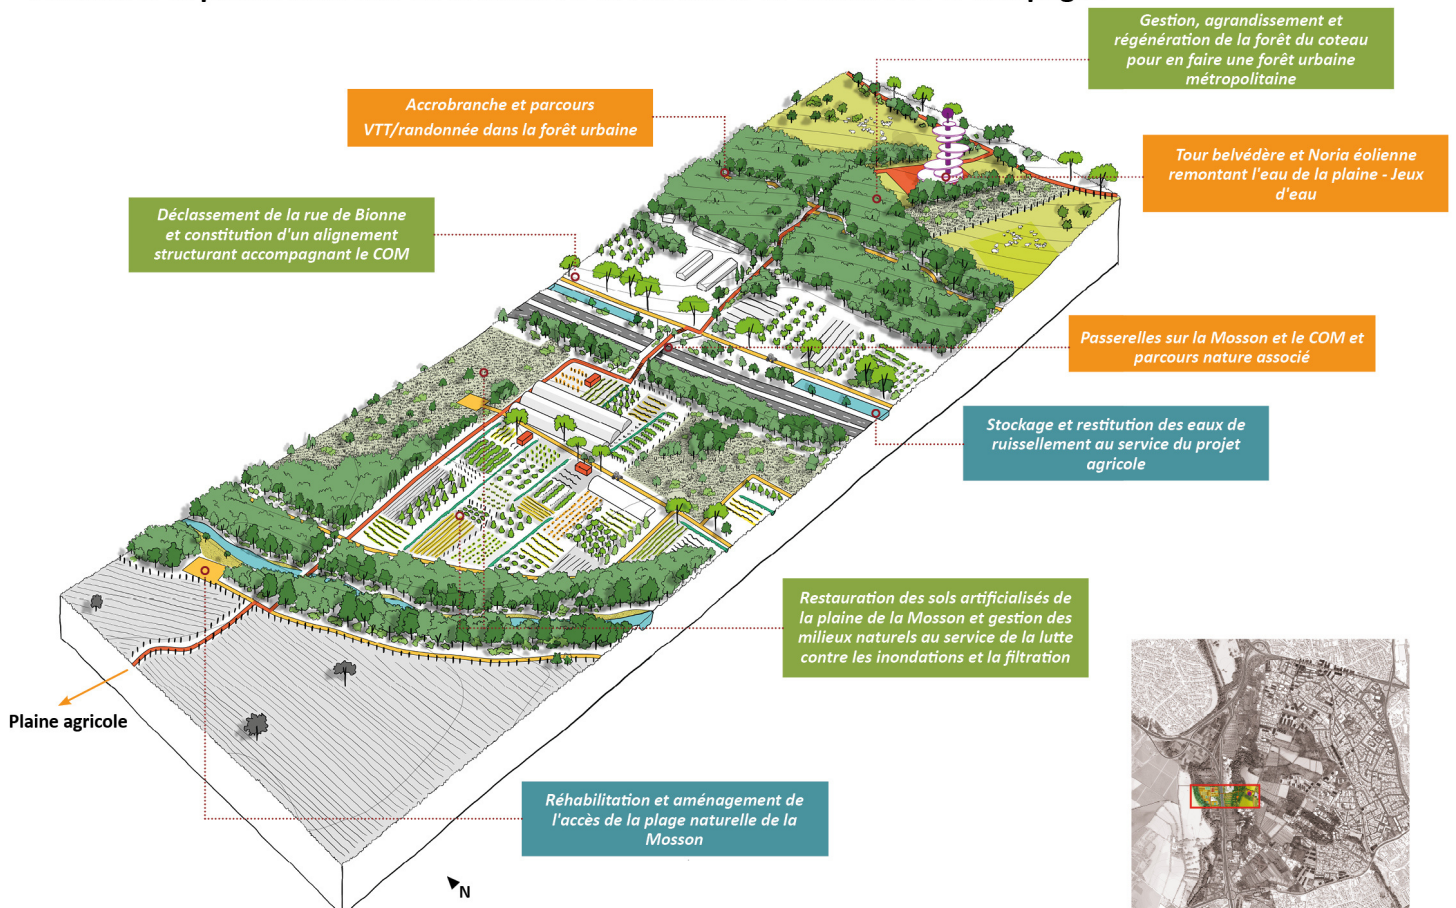 Gestion, agrandissement et
régénération de la forêt du coteau
pour en faire une forêt urbaine
métropolitaine
Accrobranche et parcours
VTT/randonnée dans la forêt urbaine
Tour belvédère et Noria éolienne
remontant l'eau de la plaine - Jeux
d'eau
Déclassement de la rue de Bionne
et constitution d'un alignement
structurant accompagnant le COM
Passerelles sur la Mosson et le COM et
parcours nature associé
Stockage et restitution des eaux de
ruissellement au service du projet
agricole
Restauration des sols artificialisés de
la plaine de la Mosson et gestion des
milieux naturels au service de la lutte
contre les inondations et la filtration
Plaine agricole
Réhabilitation et aménagement de
l'accès de la plage naturelle de la
Mosson
N